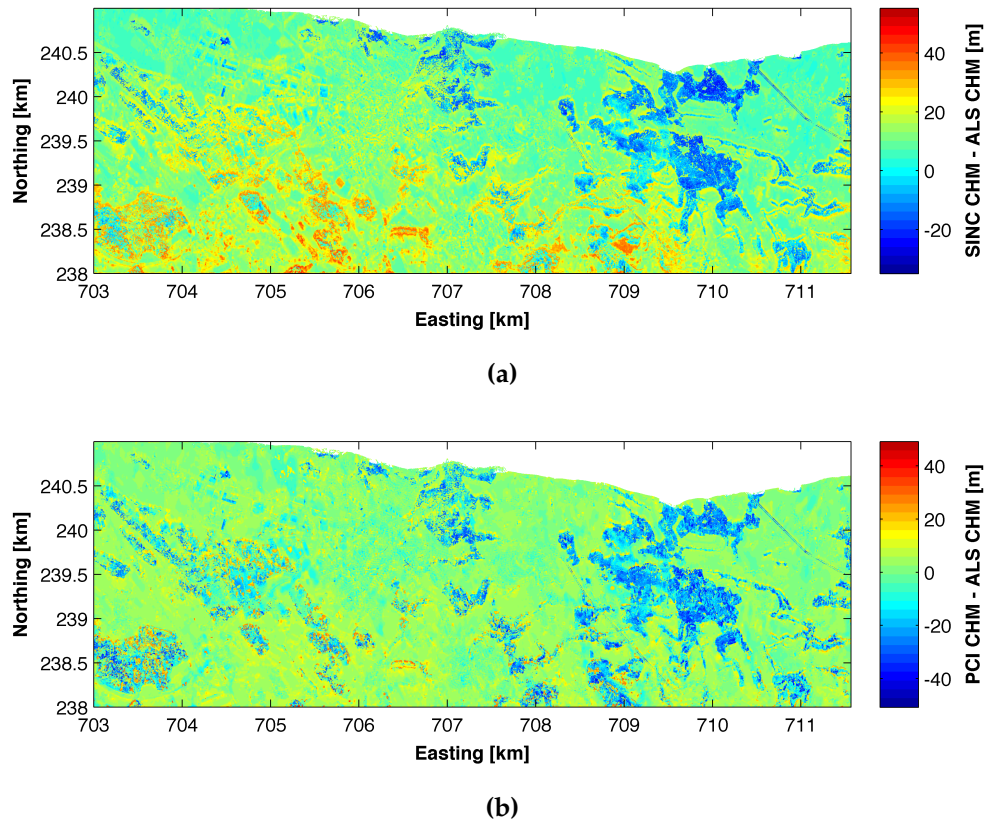 240.5
240
239.5
239
238.5
238
Northing [km]
703 704 705 706 707 708 709 710 711
Easting [km]
40
20
0
-20
SINC CHM - ALS CHM [m]
(a)
240.5
240
239.5
239
238.5
238
Northing [km]
703 704 705 706 707 708 709 710 711
Easting [km]
40
20
0
-20
-40
PCI CHM - ALS CHM [m]
(b)